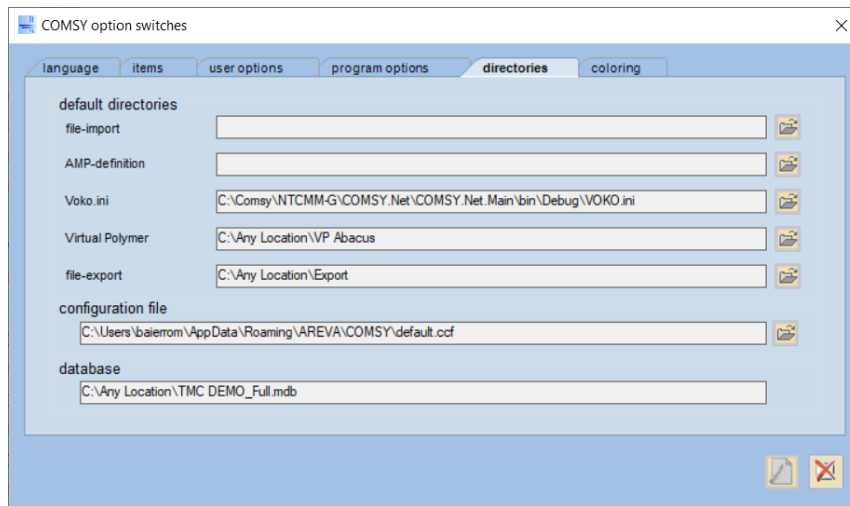 COMSY option switches
language items user options program options directories coloring
default directories
file-import
AMP-definition
Voko.ini C:\Comsy\NTCMM-G\COMSY.Net\COMSY.Net.Main\bin\Debug\VOKO.ini
Virtual Polymer C:\Any Location\VP Abacus
file-export C:\Any Location\Export
configuration file
C:\Users\baierrom\AppData\Roaming\AREVA\COMSY\default.ccf
database
C:\Any Location\TMC DEMO_Full.mdb